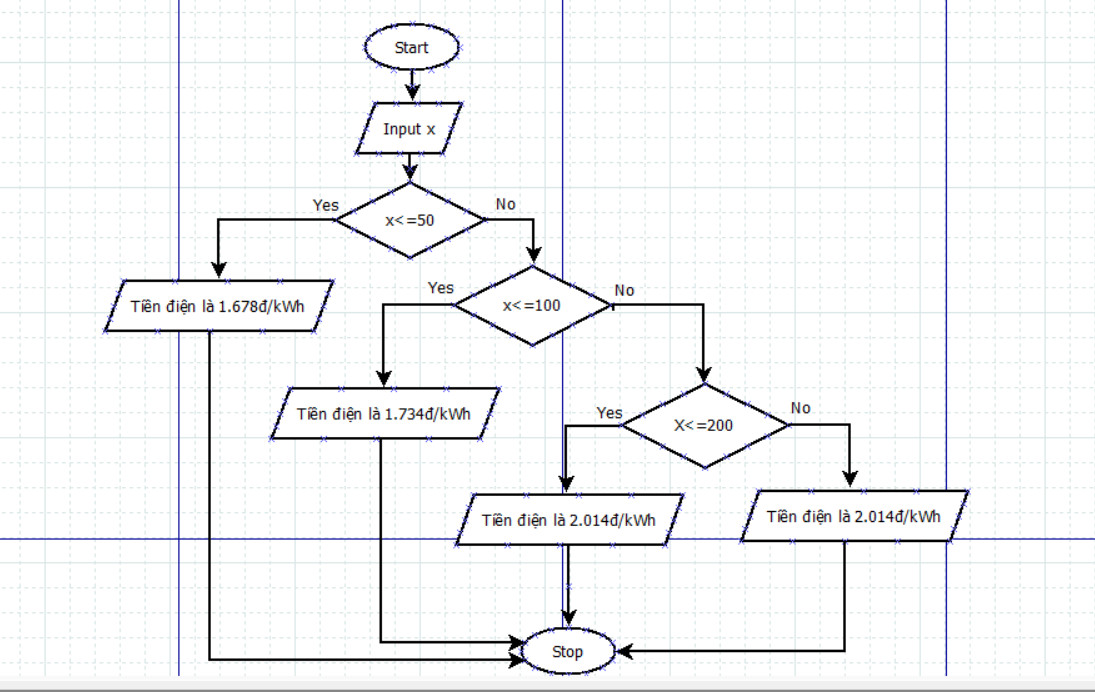 Start
Input x
x<=50
Yes
No
Tiền điện là 1.678đ/kWh
x<=100
Yes
No
Tiền điện là 1.734đ/kWh
X<=200
Yes
No
Tiền điện là 2.014đ/kWh
Tiền điện là 2.014đ/kWh
Stop